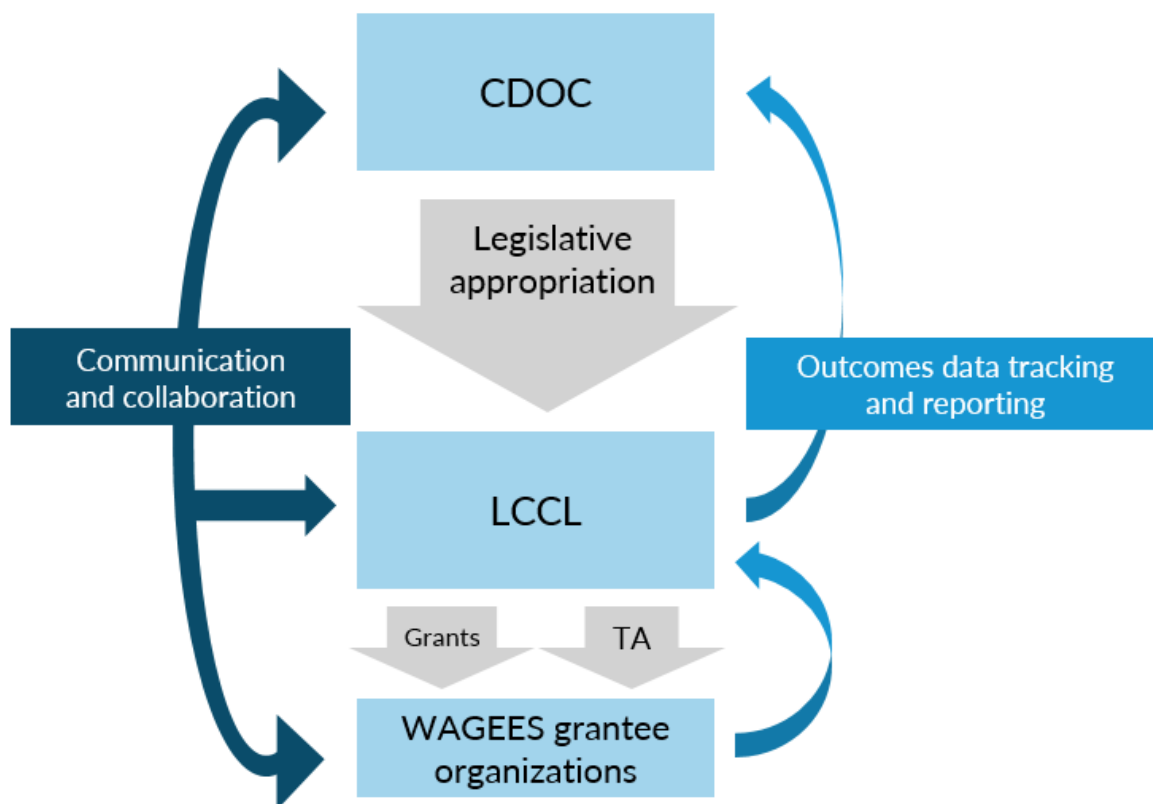 CDOC
Legislative
appropriation
Communication
and collaboration
Outcomes data tracking
and reporting
LCCL
Grants
TA
WAGEES grantee
organizations